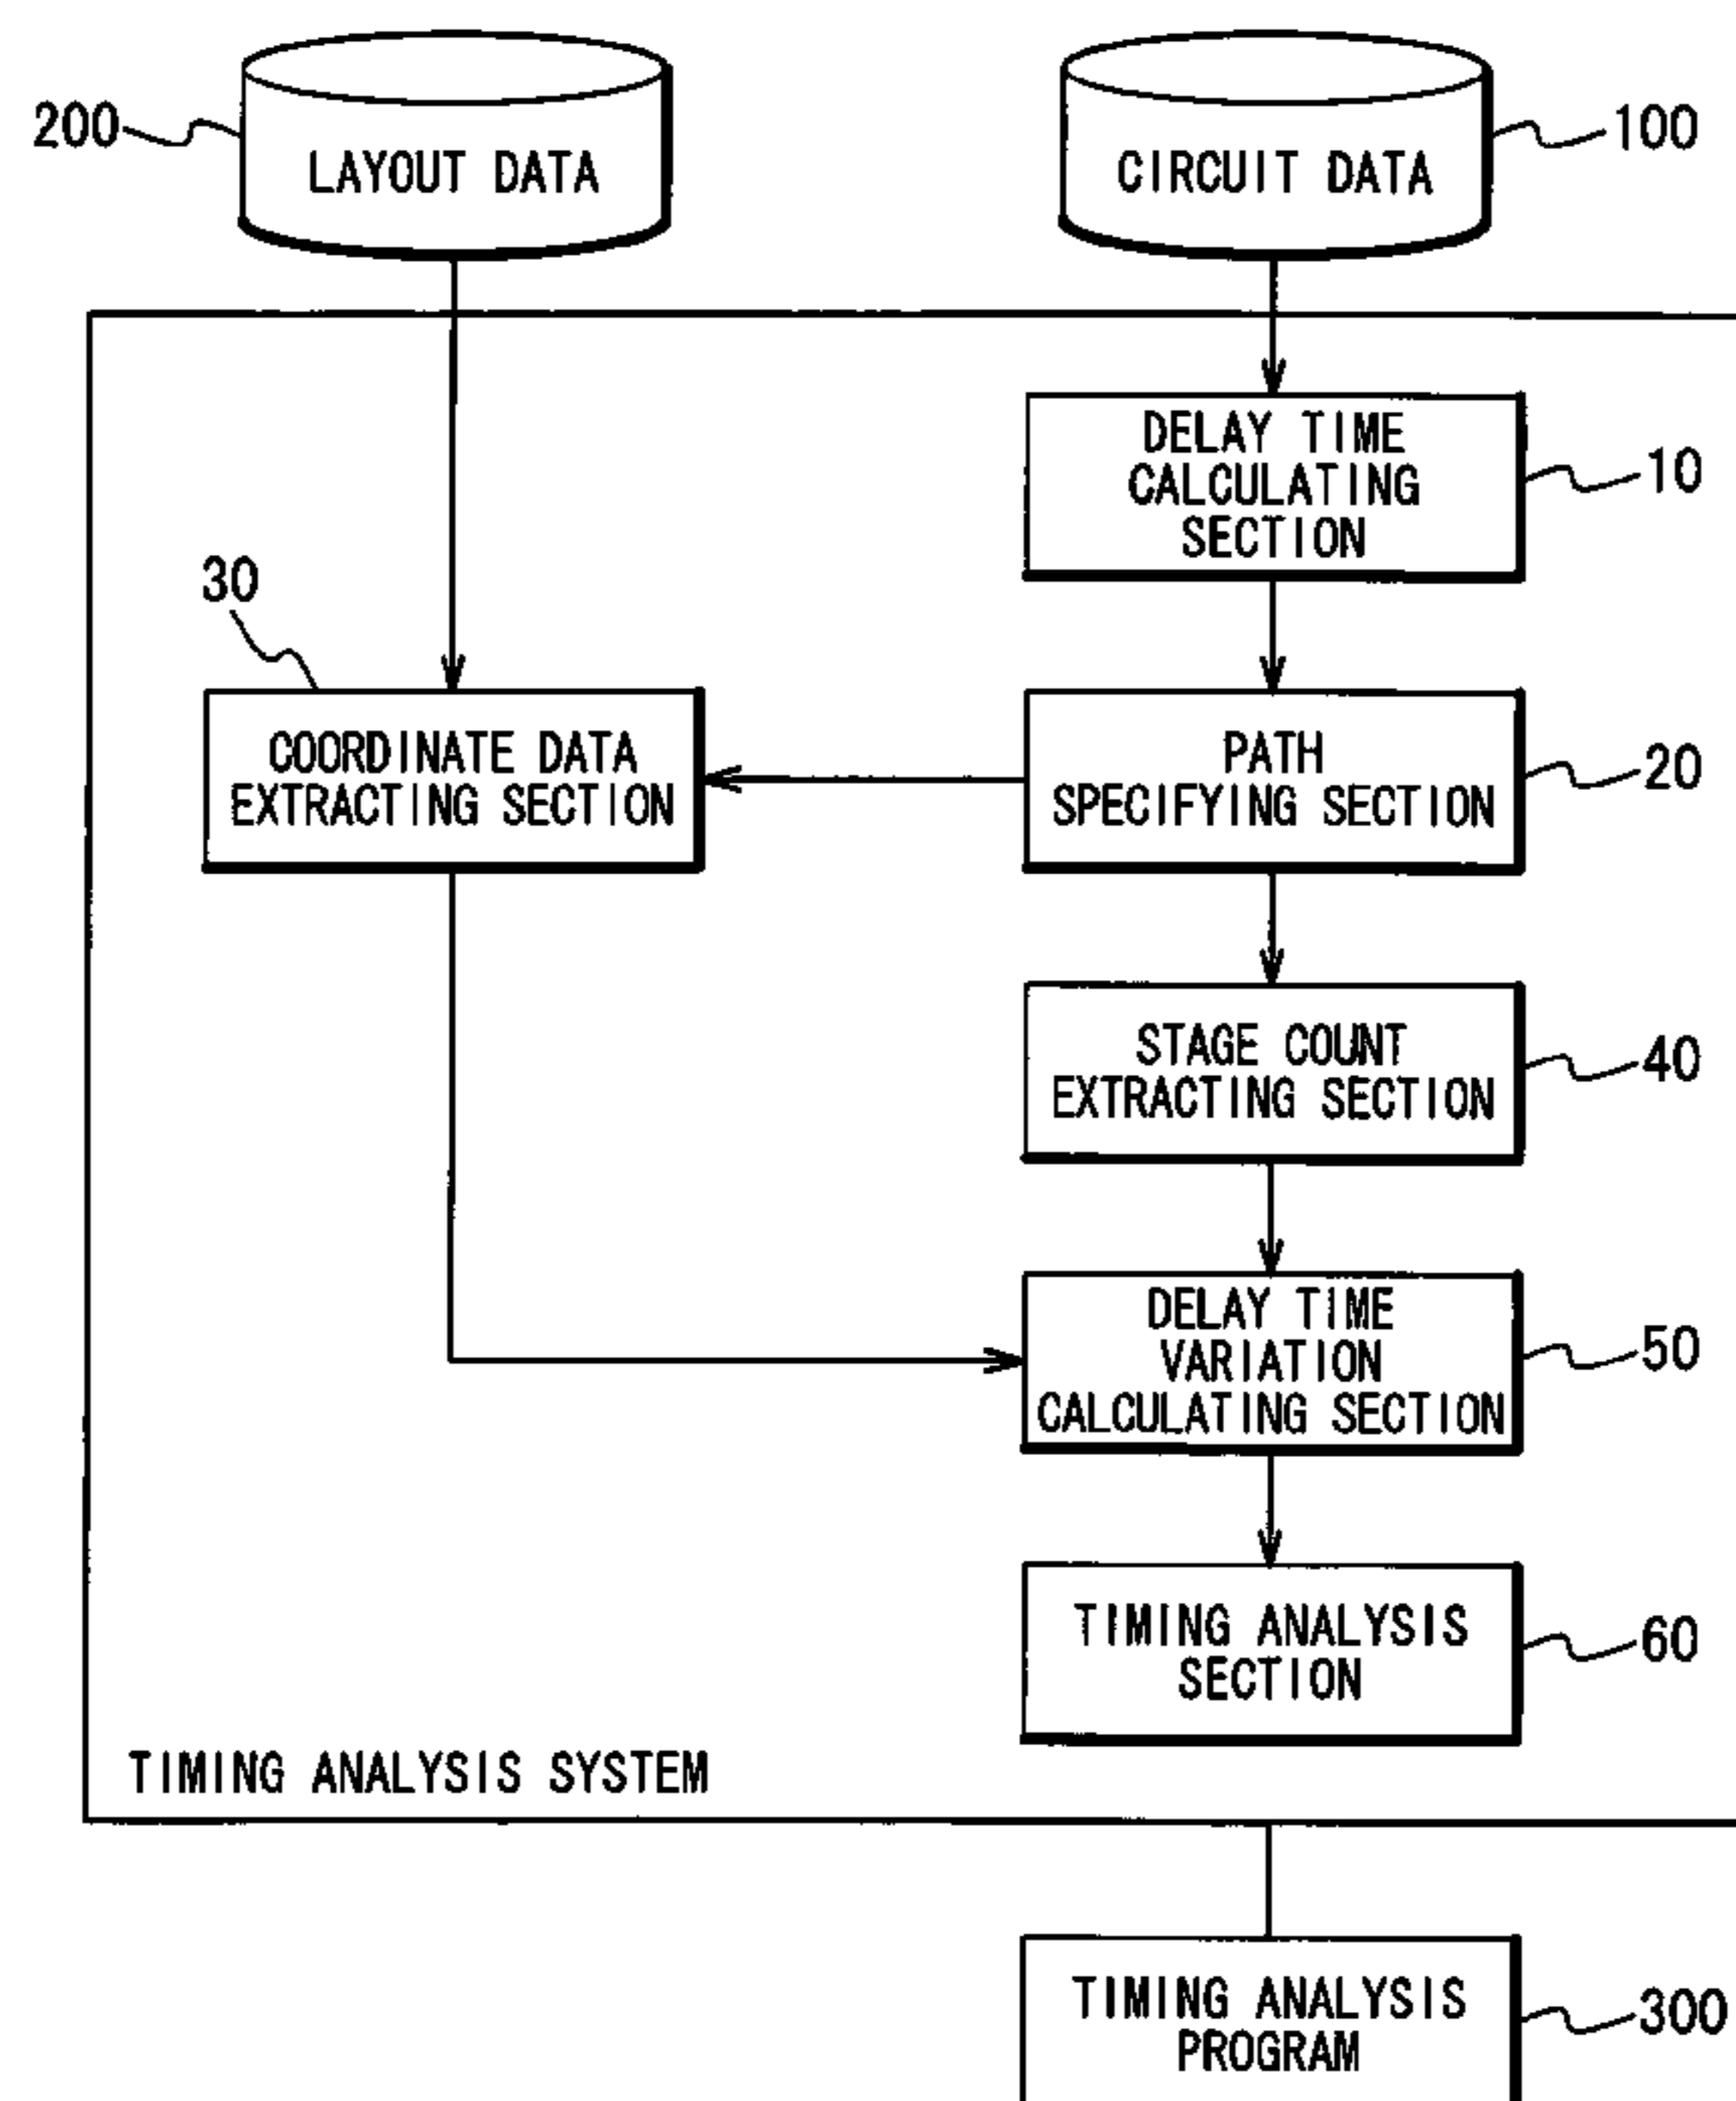 200
LAYOUT DATA
CIRCUIT DATA
100
DELAY TIME
CALCULATING
SECTION
10
30
COORDINATE DATA
EXTRACTING SECTION
PATH
SPECIFYING SECTION
20
STAGE COUNT
EXTRACTING SECTION
40
DELAY TIME
VARIATION
CALCULATING SECTION
50
TIMING ANALYSIS
SECTION
60
TIMING ANALYSIS SYSTEM
TIMING ANALYSIS
PROGRAM
300